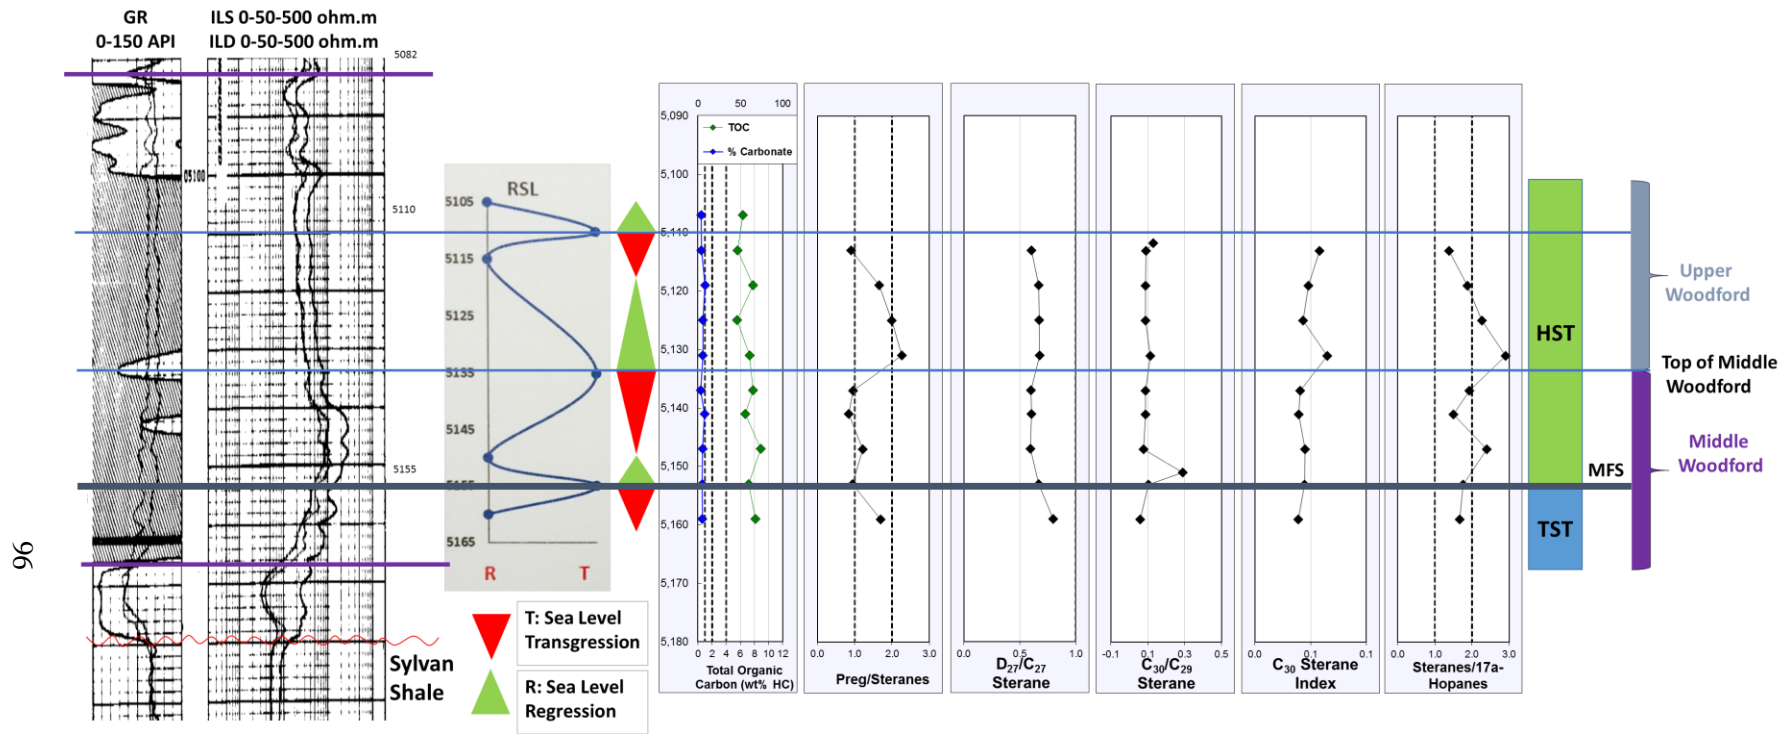 GR
0-150 API
ILS 0-50-500 ohm.m
ILD 0-50-500 ohm.m
5082
05100
5110
5155
RSL
5105
5115
5125
5135
5145
5155
5165
R
T
T: Sea Level
Transgression
R: Sea Level
Regression
Sylvan
Shale
0 50 100
TOC
% Carbonate
5,090
5,100
5,110
5,120
5,130
5,140
5,150
5,160
5,170
5,180
0 2 4 6 8 10 12
Total Organic
Carbon (wt% HC)
0.0 1.0 2.0 3.0
Preg/Steranes
0.0 0.5 1.0
D27/C27
Sterane
-0.1 0.1 0.3 0.5
C30/C29
Sterane
0.0 0.1 0.1
C30 Sterane
Index
0.0 1.0 2.0 3.0
Steranes/17a-
Hopanes
HST
TST
MFS
Upper
Woodford
Top of Middle
Woodford
Middle
Woodford
96